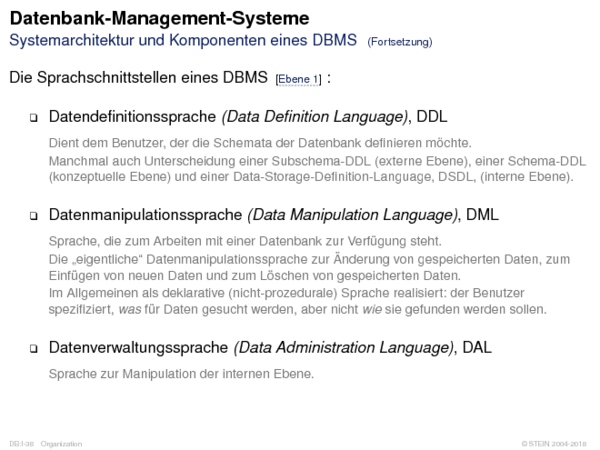 Datenbank-Management-Systeme
Systemarchitektur und Komponenten eines DBMS (Fortsetzung)
Die Sprachschnittstellen eines DBMS [Ebene 1] :
❑ Datendefinitionssprache (Data Definition Language), DDL
Dient dem Benutzer, der die Schemata der Datenbank definieren möchte.
Manchmal auch Unterscheidung einer Subschema-DDL (externe Ebene), einer Schema-DDL
(konzeptuelle Ebene) und einer Data-Storage-Definition-Language, DSDL, (interne Ebene).
❑ Datenmanipulationssprache (Data Manipulation Language), DML
Sprache, die zum Arbeiten mit einer Datenbank zur Verfügung steht.
Die „eigentliche“ Datenmanipulationssprache zur Änderung von gespeicherten Daten, zum
Einfügen von neuen Daten und zum Löschen von gespeicherten Daten.
Im Allgemeinen als deklarative (nicht-prozedurale) Sprache realisiert: der Benutzer
spezifiziert, was für Daten gesucht werden, aber nicht wie sie gefunden werden sollen.
❑ Datenverwaltungssprache (Data Administration Language), DAL
Sprache zur Manipulation der internen Ebene.
DB:I-38 Organization © STEIN 2004-2018